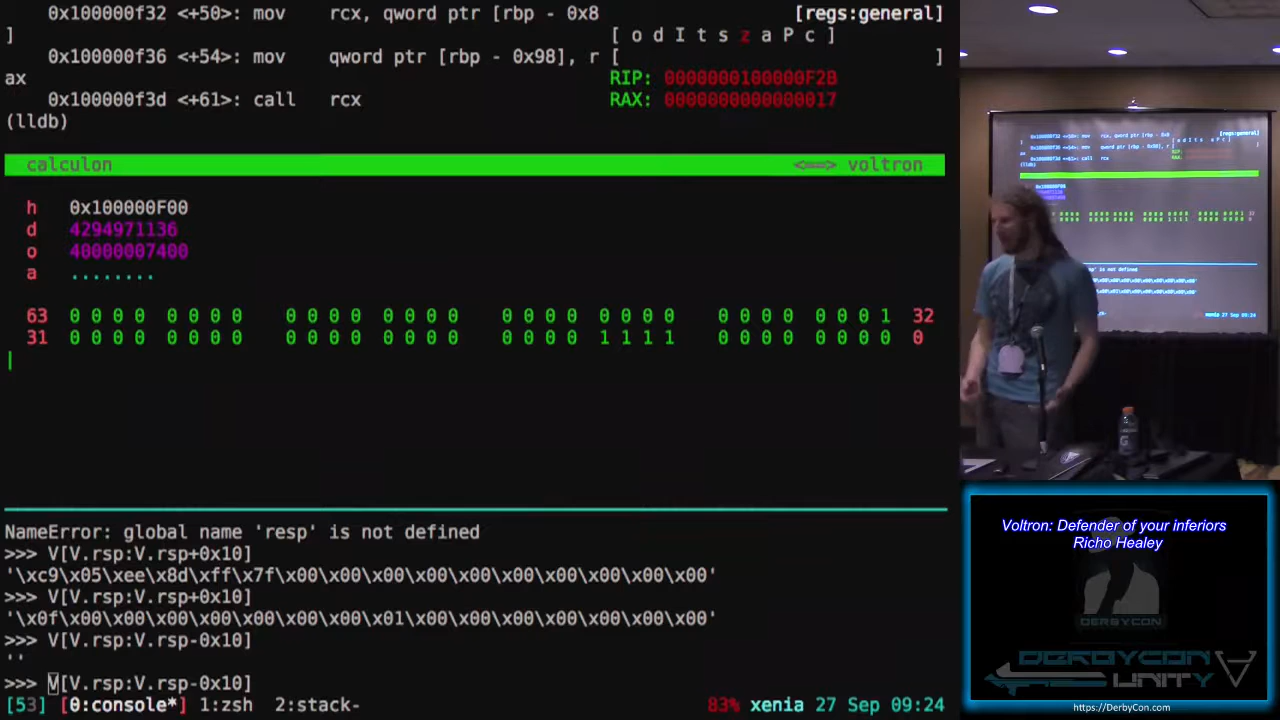 0x100000f32 <+50>: mov    rcx, qword ptr [rbp - 0x8
]
0x100000f36 <+54>: mov    qword ptr [rbp - 0x98], r
ax
0x100000f3d <+61>: call   rcx
(lldb)
[regs:general]
[ o d I t s z a P c ]
[ ]
RIP: 0000000100000F2B
RAX: 0000000000000017
calculon <==> voltron
h 0x100000F00
d 4294971136
o 40000007400
a ........
63 0 0 0 0 0 0 0 0 0 0 0 0 0 0 0 0 0 0 0 0 0 0 0 0 0 0 0 0 0 0 0 1 32
31 0 0 0 0 0 0 0 0 0 0 0 0 0 0 0 0 0 0 0 0 1 1 1 1 0 0 0 0 0 0 0 0 0
NameError: global name 'resp' is not defined
>>> V[V.rsp:V.rsp+0x10]
'\xc9\x05\xee\x8d\xff\x7f\x00\x00\x00\x00\x00\x00\x00\x00\x00\x00'
>>> V[V.rsp:V.rsp+0x10]
'\x0f\x00\x00\x00\x00\x00\x00\x00\x01\x00\x00\x00\x00\x00\x00\x00'
>>> V[V.rsp:V.rsp-0x10]
''
>>> V[V.rsp:V.rsp-0x10]
[53] [0:console*] 1:zsh  2:stack- 83% xenia 27 Sep 09:24
Voltron: Defender of your inferiors
Richo Healey
DERBYCON
DERBYCON
UNITY
https://DerbyCon.com